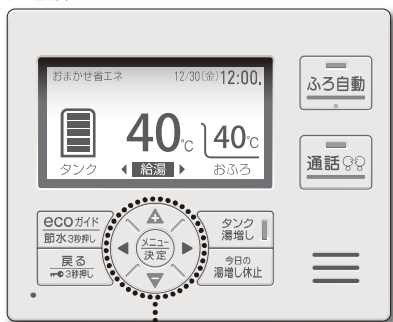 おまかせ省エネ 12/30(金) 12:00
40℃ 40℃
タンク ◀ 給湯 ▶ おふろ
ふろ自動
通話
ecoガイド
節水3秒押し
戻る
3秒押し
メニュー
決定
タンク
湯増し
今日の
湯増し休止